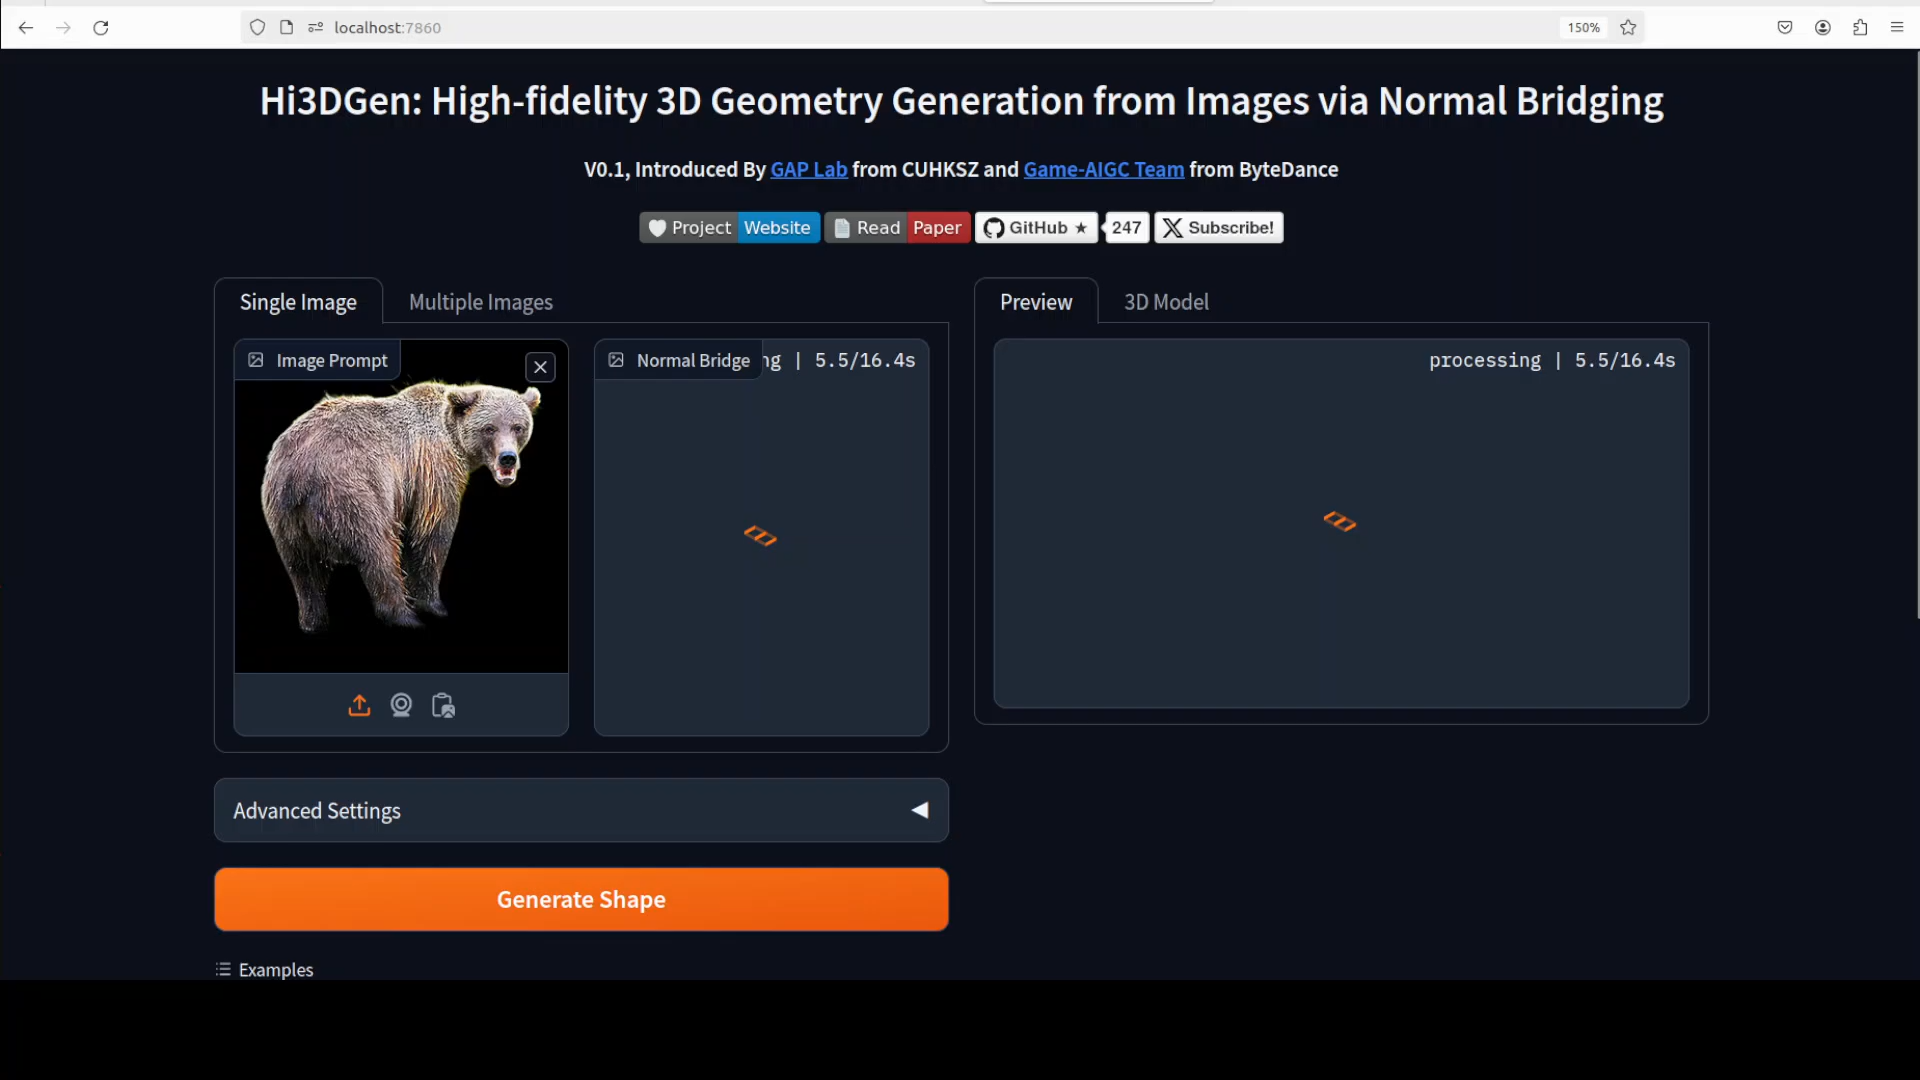 localhost:7860
150%
Hi3DGen: High-fidelity 3D Geometry Generation from Images via Normal Bridging
V0.1, Introduced By GAP Lab from CUHKSZ and Game-AIGC Team from ByteDance
Project Website Read Paper GitHub ★ 247 Subscribe!
Single Image Multiple Images
Preview 3D Model
Image Prompt
Normal Bridge ng | 5.5/16.4s
processing | 5.5/16.4s
Advanced Settings
Generate Shape
Examples